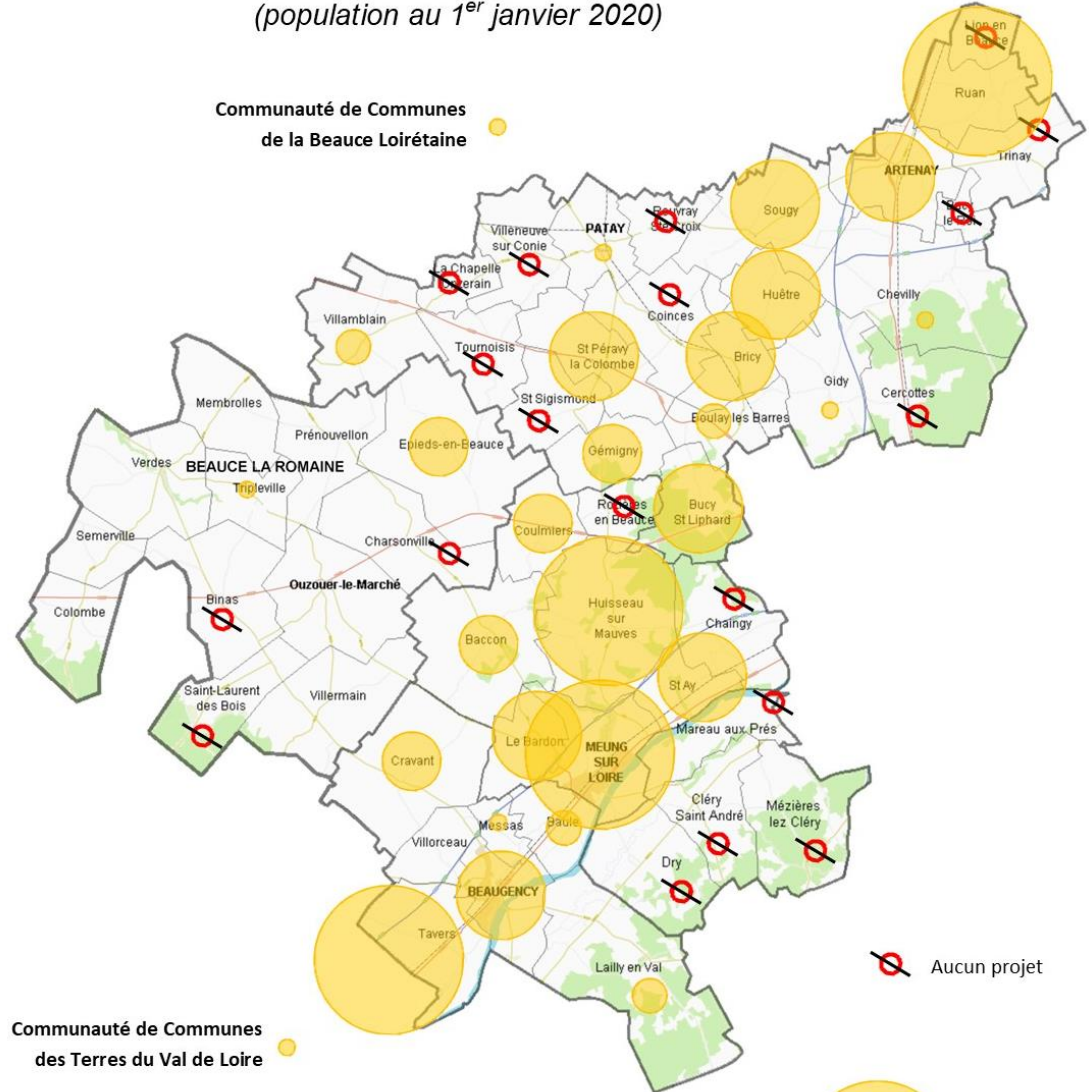 (population au 1er janvier 2020)
Communauté de Communes
de la Beauce Loirétaine
Lion en
Beauce
Ruan
Trinay
ARTENAY
Sougy
Rouvray
Ste Croix
PATAY
Villeneuve
sur Conie
La Chapelle
Villamblain
Tournoisis
Coinces
Huêtre
Chevilly
St Péravy
la Colombe
Bricy
Gidy
Cercottes
St Sigismond
Boulay les Barres
Gémigny
Epieds-en-Beauce
Membrolles
Prénouvellon
Verdes
BEAUCE LA ROMAINE
Tripleville
Semerville
Charsonville
Coulmiers
en Beauce
Bucy
St Liphard
Ouzouer-le-Marché
Colombe
Binas
Huisseau
sur
Mauves
Chaingy
Baccon
St Ay
Saint-Laurent
des Bois
Villermain
Mareau aux Prés
Le Bardon
MEUNG
SUR
LOIRE
Cravant
Cléry
Saint André
Mézières
lez Cléry
Messas
Baule
Villorceau
Dry
BEAUGENCY
Tavers
Lailly en Val
Aucun projet
Communauté de Communes
des Terres du Val de Loire